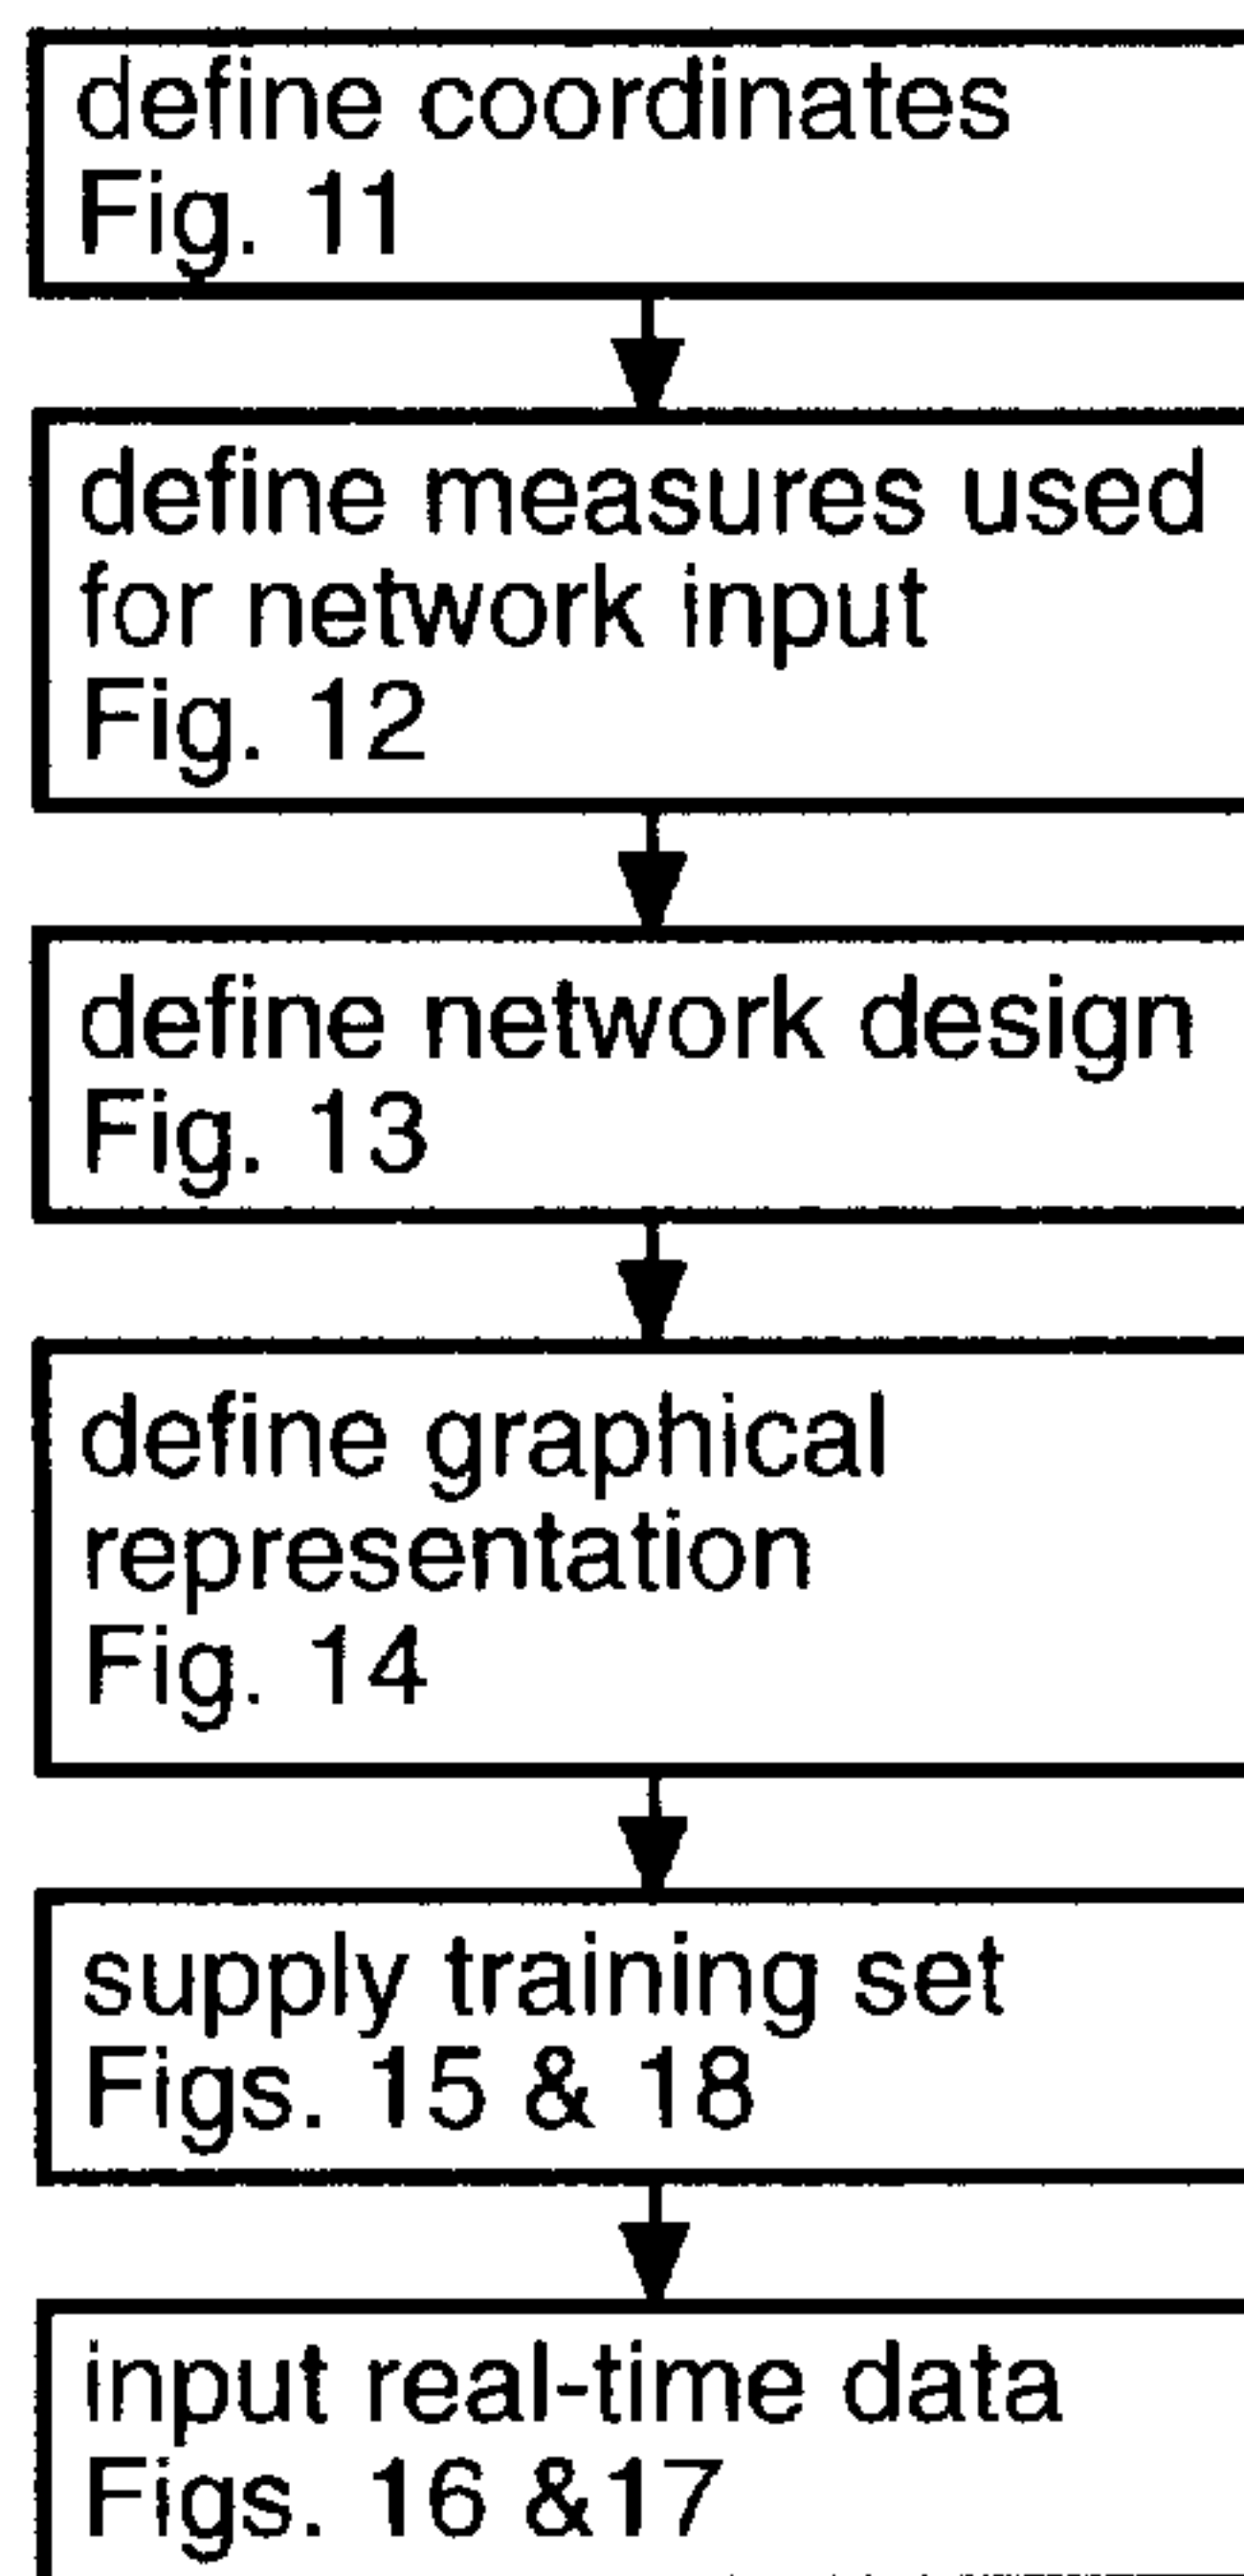 define coordinates
Fig. 11
define measures used
for network input
Fig. 12
define network design
Fig. 13
define graphical
representation
Fig. 14
supply training set
Figs. 15 & 18
input real-time data
Figs. 16 &17